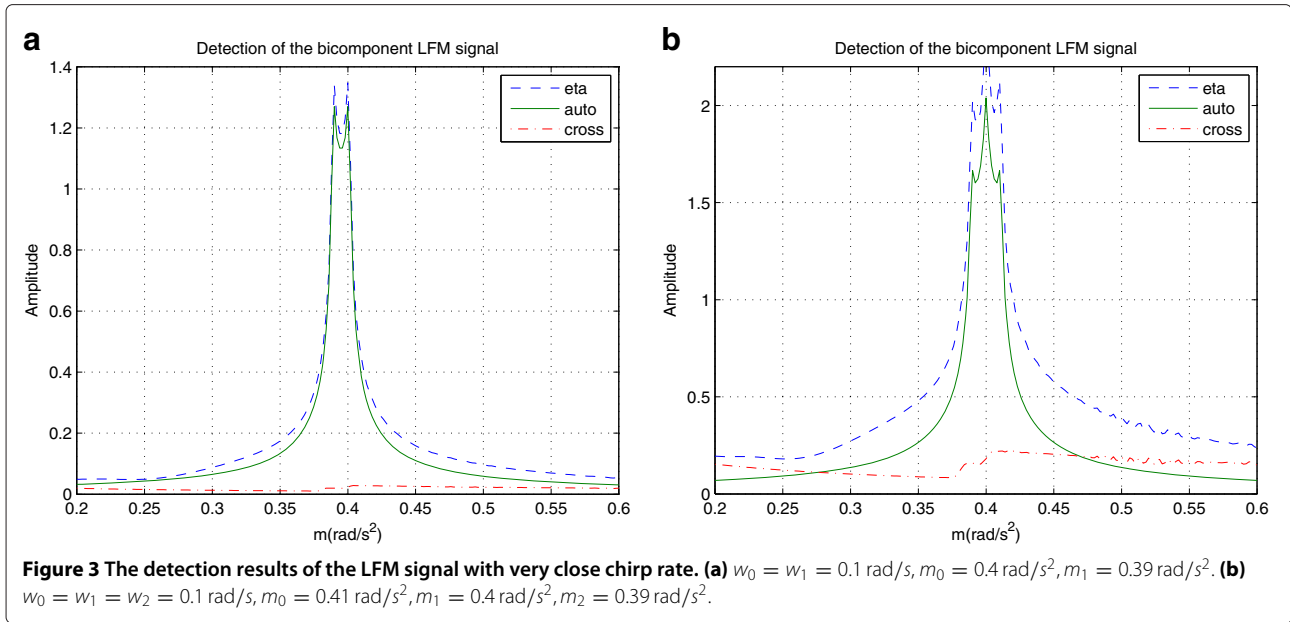 a
Detection of the bicomponent LFM signal
1.4
1.2
1
0.8
0.6
0.4
0.2
0
Amplitude
eta
auto
cross
0.2 0.25 0.3 0.35 0.4 0.45 0.5 0.55 0.6
m(rad/s²)
b
Detection of the bicomponent LFM signal
2
1.5
1
0.5
0
Amplitude
eta
auto
cross
0.2 0.25 0.3 0.35 0.4 0.45 0.5 0.55 0.6
m(rad/s²)
Figure 3 The detection results of the LFM signal with very close chirp rate. (a) w₀ = w₁ = 0.1 rad/s, m₀ = 0.4 rad/s², m₁ = 0.39 rad/s². (b)
w₀ = w₁ = w₂ = 0.1 rad/s, m₀ = 0.41 rad/s², m₁ = 0.4 rad/s², m₂ = 0.39 rad/s².